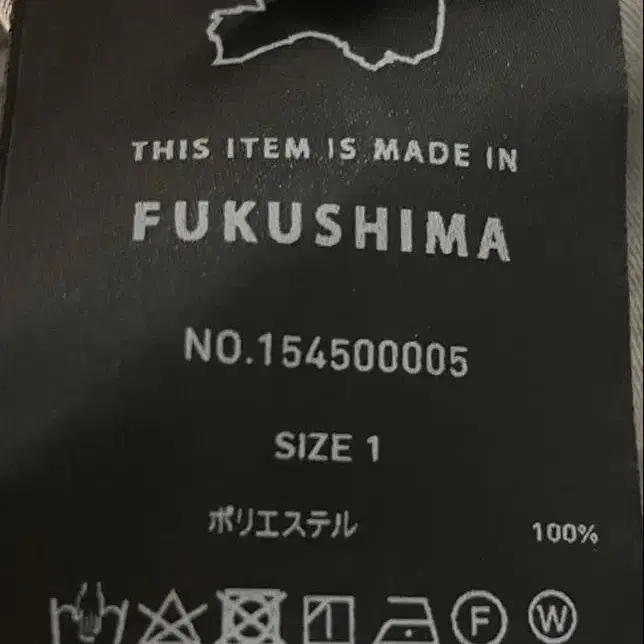 THIS ITEM IS MADE IN
FUKUSHIMA
NO.154500005
SIZE 1
ポリエステル 100%
F W